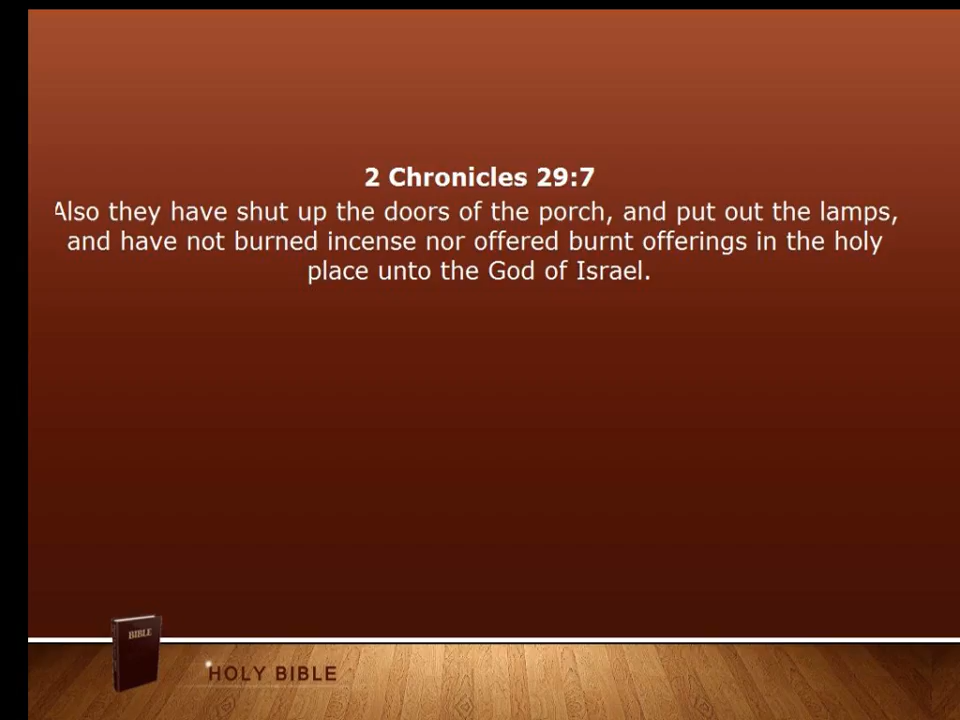 2 Chronicles 29:7
Also they have shut up the doors of the porch, and put out the lamps,
and have not burned incense nor offered burnt offerings in the holy
place unto the God of Israel.
BIBLE
HOLY BIBLE